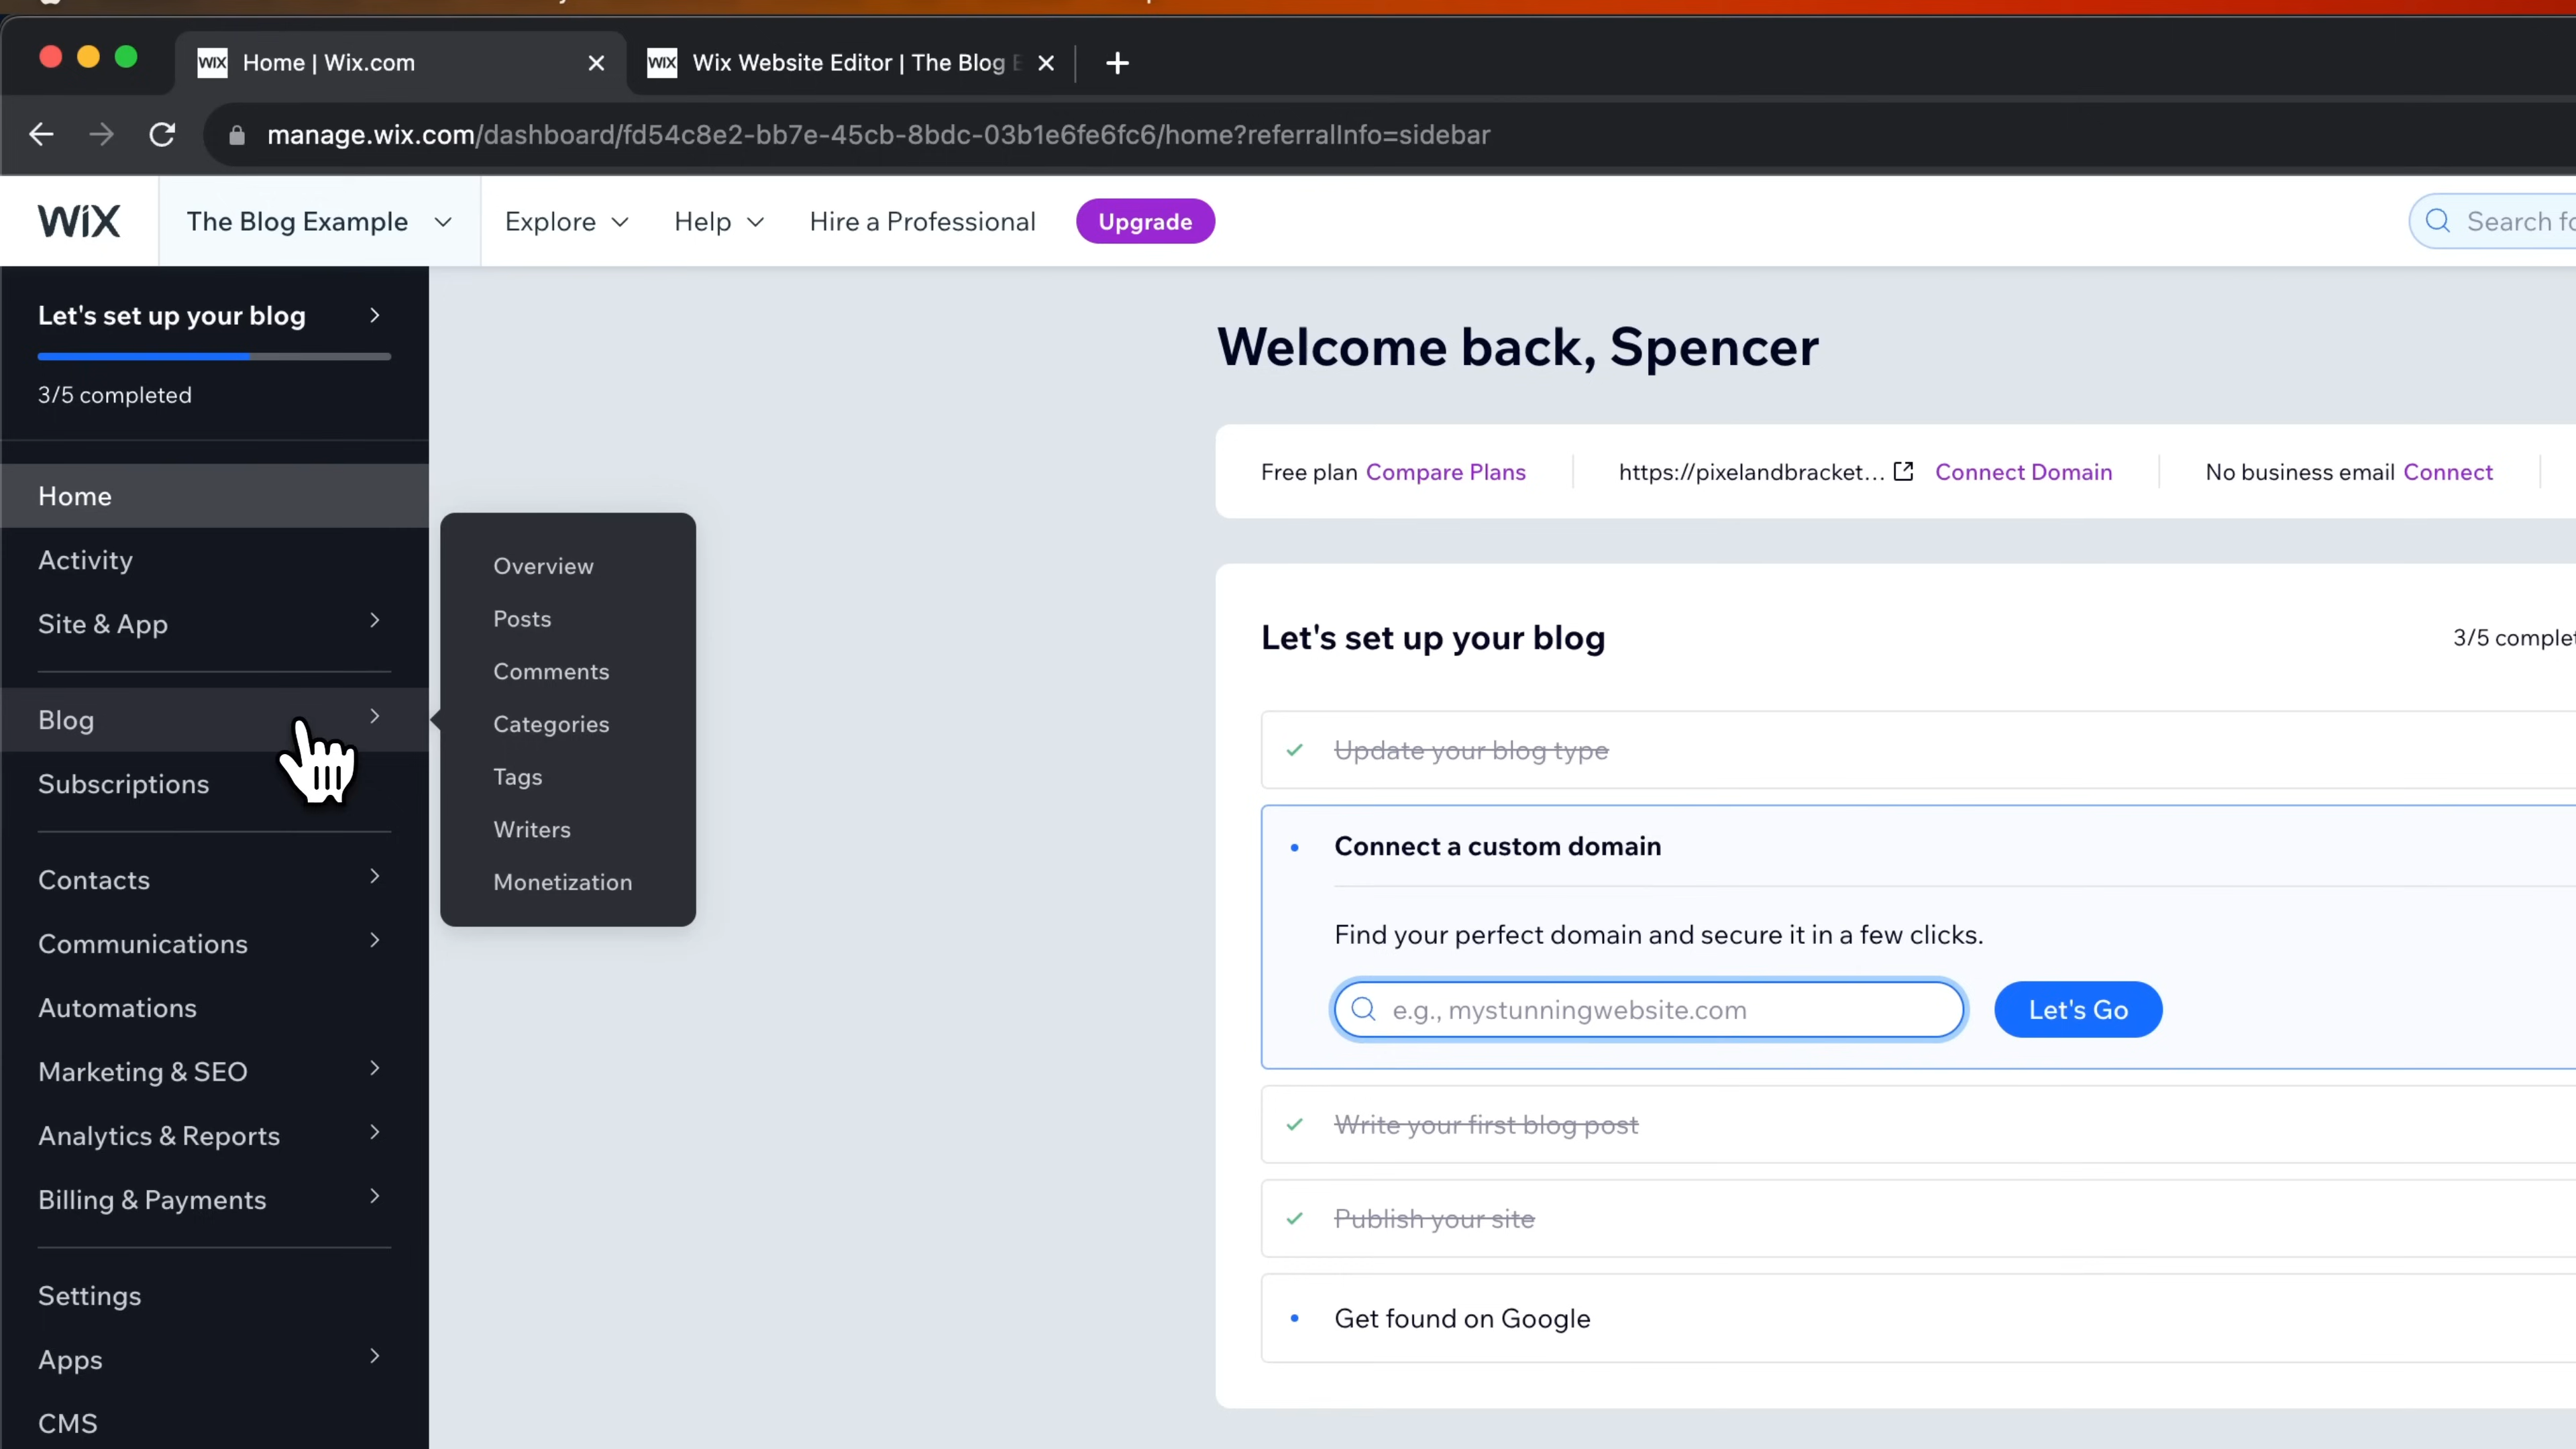 WIX Home | Wix.com
WIX Wix Website Editor | The Blog
manage.wix.com/dashboard/fd54c8e2-bb7e-45cb-8bdc-03b1e6fe6fc6/home?referralInfo=sidebar
WiX
The Blog Example
Explore
Help
Hire a Professional
Upgrade
Search fo
Let's set up your blog
3/5 completed
Home
Activity
Site & App
Blog
Subscriptions
Contacts
Communications
Automations
Marketing & SEO
Analytics & Reports
Billing & Payments
Settings
Apps
CMS
Overview
Posts
Comments
Categories
Tags
Writers
Monetization
Welcome back, Spencer
Free plan Compare Plans
https://pixelandbracket... Connect Domain
No business email Connect
Let's set up your blog
3/5 complet
Update your blog type
Connect a custom domain
Find your perfect domain and secure it in a few clicks.
e.g., mystunningwebsite.com
Let's Go
Write your first blog post
Publish your site
Get found on Google